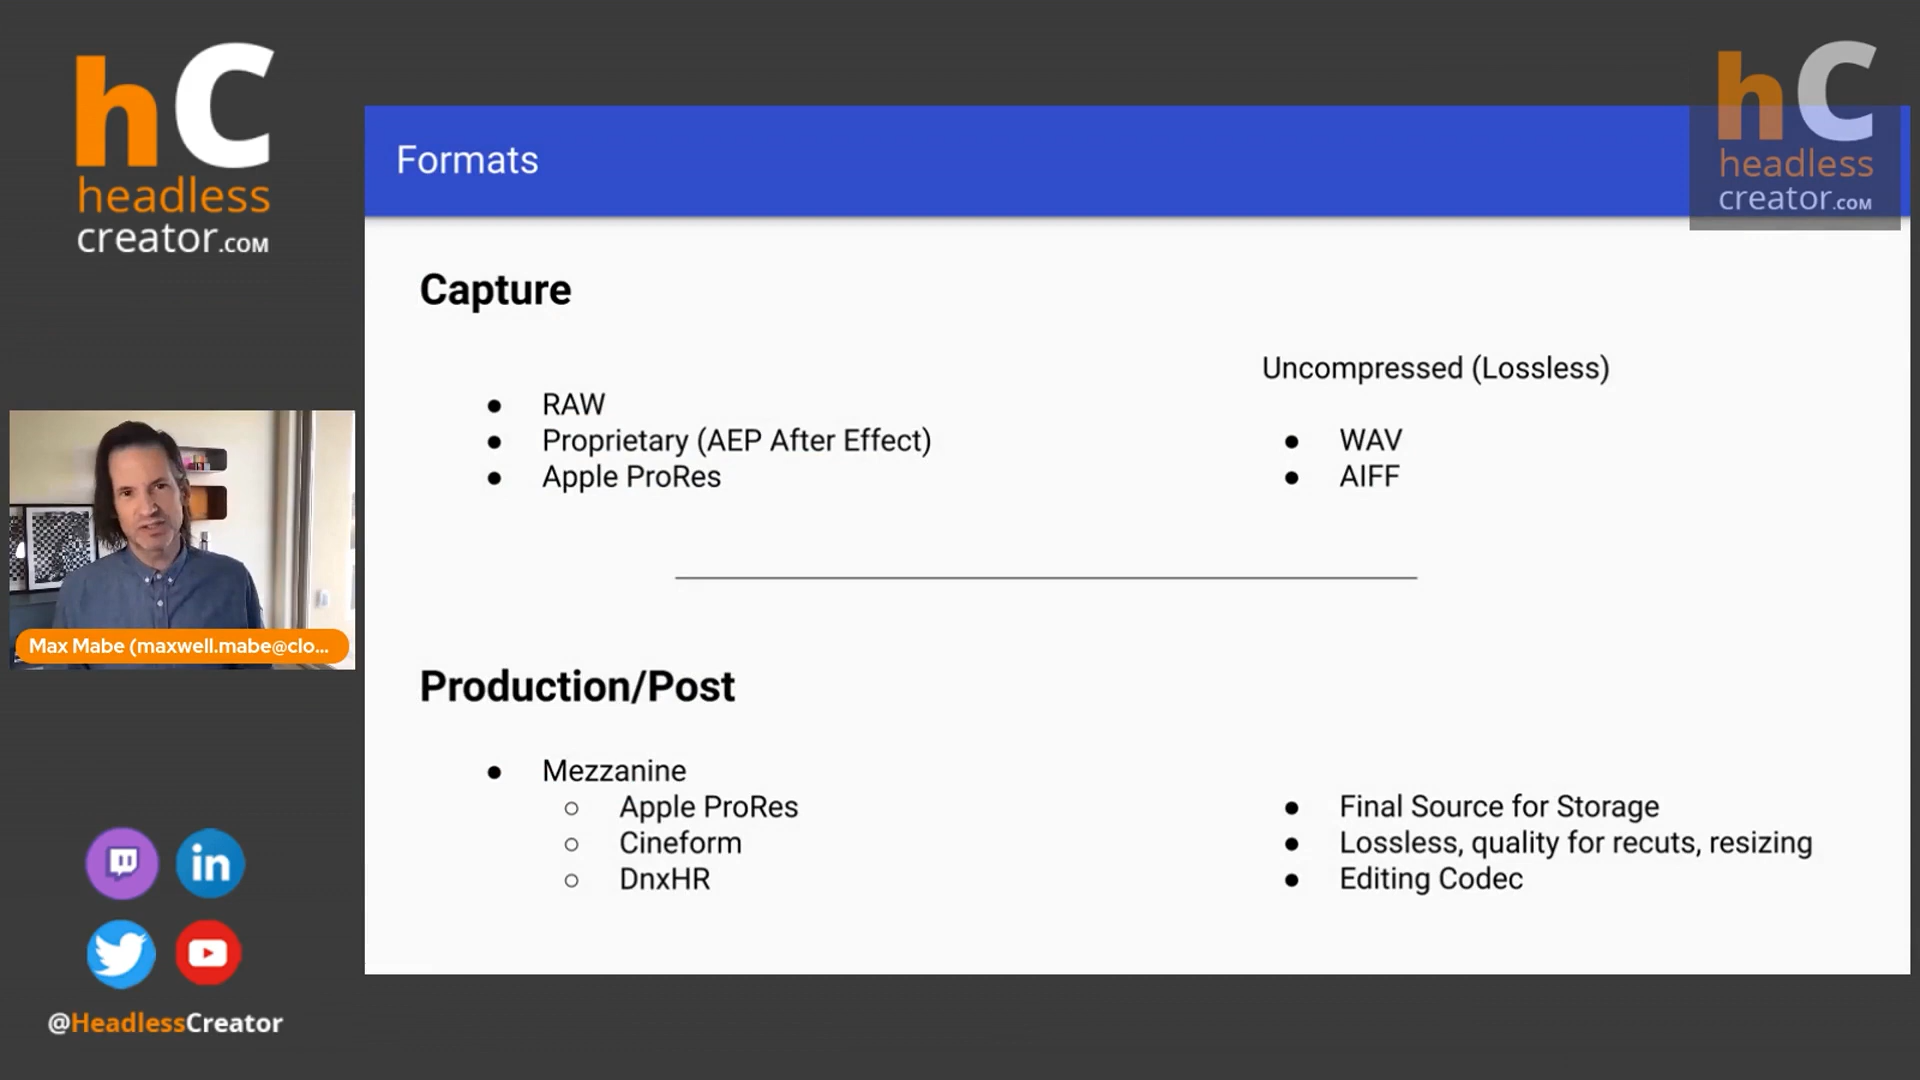 hC
headless
creator.COM
hC
headless
creator.COM
Formats
Capture
RAW
Proprietary (AEP After Effect)
Apple ProRes
Uncompressed (Lossless)
WAV
AIFF
Max Mabe (maxwell.mabe@clo...
Production/Post
Mezzanine
Apple ProRes
Cineform
DnxHR
Final Source for Storage
Lossless, quality for recuts, resizing
Editing Codec
in
@HeadlessCreator